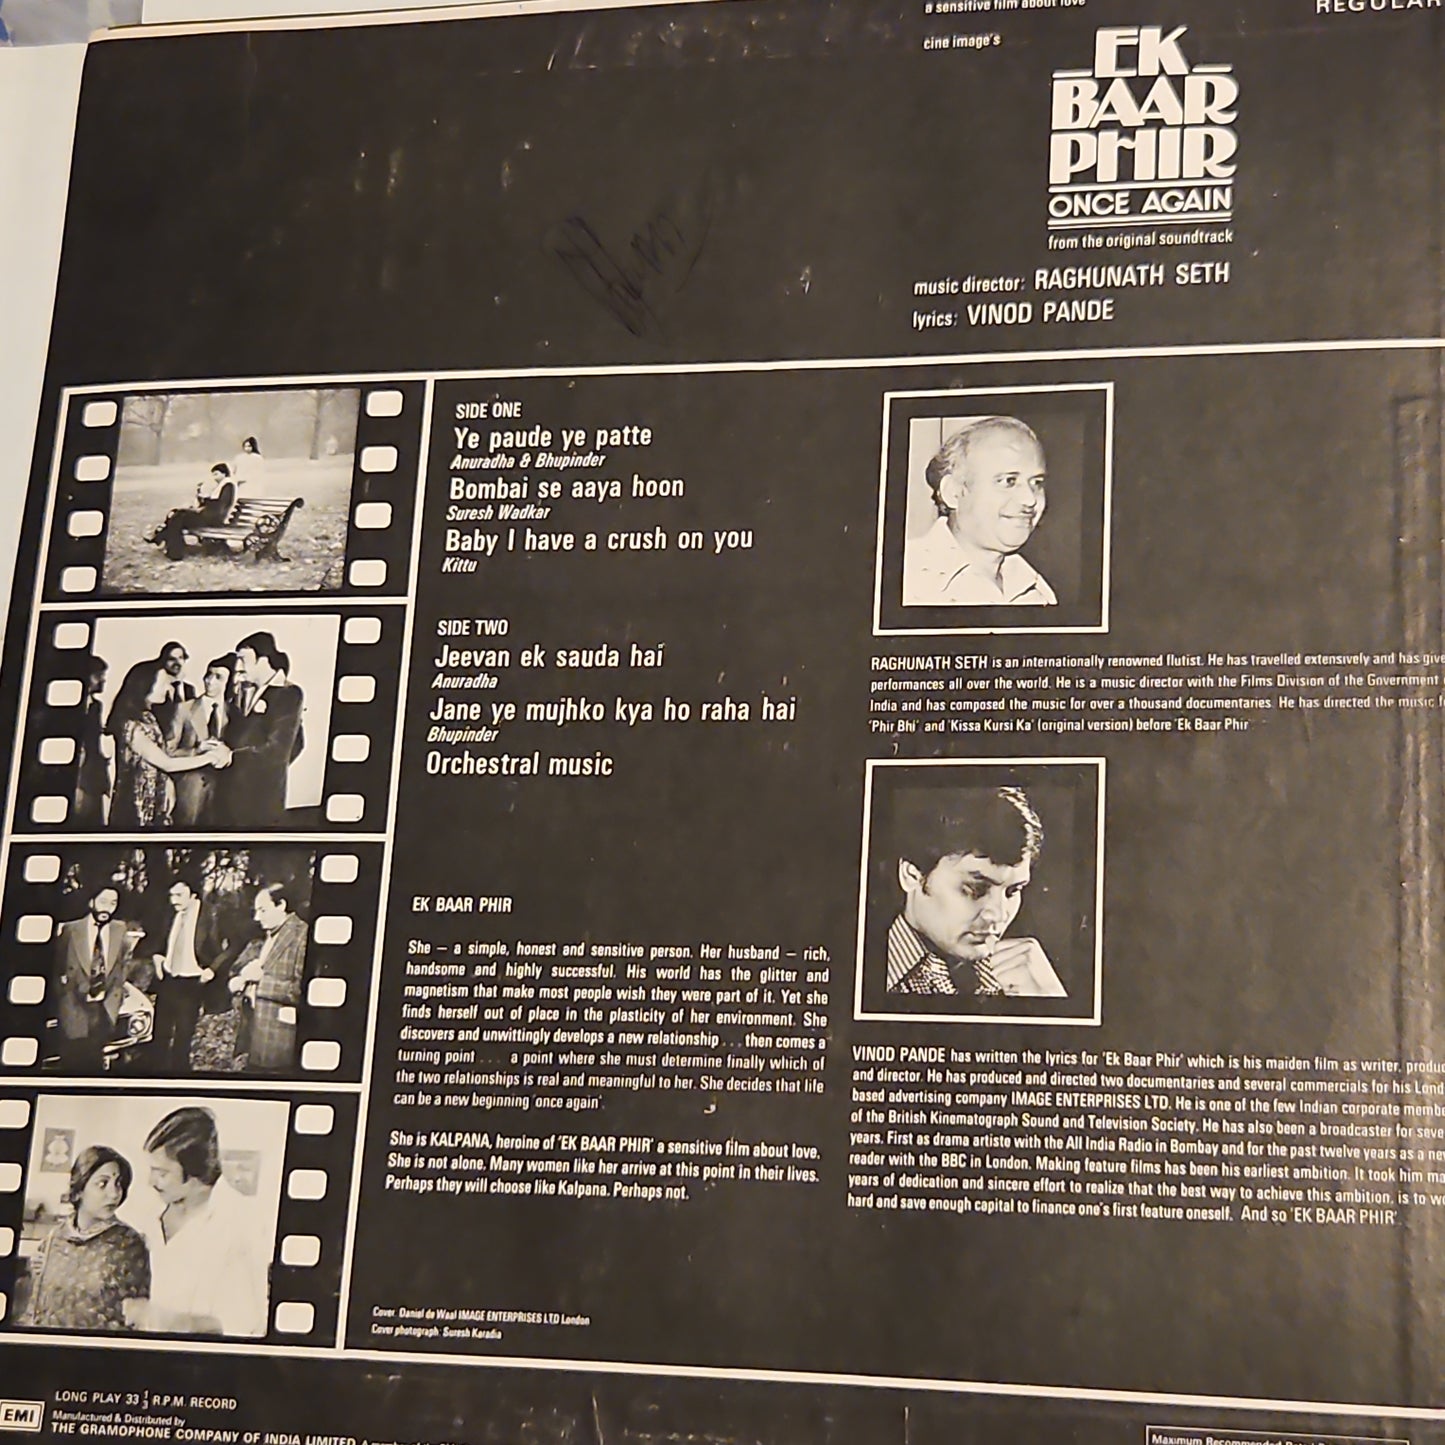 a sensitive film about love
REGULAR
cine image's
EK
BAAR
PHIR
ONCE AGAIN
from the original soundtrack
music director: RAGHUNATH SETH
lyrics: VINOD PANDE
SIDE ONE
Ye paude ye patte
Anuradha & Bhupinder
Bombai se aaya hoon
Suresh Wadkar
Baby I have a crush on you
Kittu
SIDE TWO
Jeevan ek sauda hai
Anuradha
Jane ye mujhko kya ho raha hai
Bhupinder
Orchestral music
EK BAAR PHIR
She – a simple, honest and sensitive person. Her husband – rich,
handsome and highly successful. His world has the glitter and
magnetism that make most people wish they were part of it. Yet she
finds herself out of place in the plasticity of her environment. She
discovers and unwittingly develops a new relationship . . . then comes a
turning point . . . a point where she must determine finally which of
the two relationships is real and meaningful to her. She decides that life
can be a new beginning 'once again'.
She is KALPANA, heroine of 'EK BAAR PHIR' a sensitive film about love.
She is not alone. Many women like her arrive at this point in their lives.
Perhaps they will choose like Kalpana. Perhaps not.
Cover: Daniel de Waal IMAGE ENTERPRISES LTD London
Cover photograph: Suresh Karadia
RAGHUNATH SETH is an internationally renowned flutist. He has travelled extensively and has give
performances all over the world. He is a music director with the Films Division of the Government
India and has composed the music for over a thousand documentaries. He has directed the music f
'Phir Bhi' and 'Kissa Kursi Ka' (original version) before 'Ek Baar Phir'
VINOD PANDE has written the lyrics for 'Ek Baar Phir' which is his maiden film as writer, produ
and director. He has produced and directed two documentaries and several commercials for his Lond
based advertising company IMAGE ENTERPRISES LTD. He is one of the few Indian corporate membe
of the British Kinematograph Sound and Television Society. He has also been a broadcaster for seve
years. First as drama artiste with the All India Radio in Bombay and for the past twelve years as a ne
reader with the BBC in London. Making feature films has been his earliest ambition. It took him ma
years of dedication and sincere effort to realize that the best way to achieve this ambition, is to wo
hard and save enough capital to finance one's first feature oneself. And so 'EK BAAR PHIR'
EMI
LONG PLAY 33 1/3 R.P.M. RECORD
Manufactured & Distributed by
THE GRAMOPHONE COMPANY OF INDIA LIMITED
Maximum Recommended